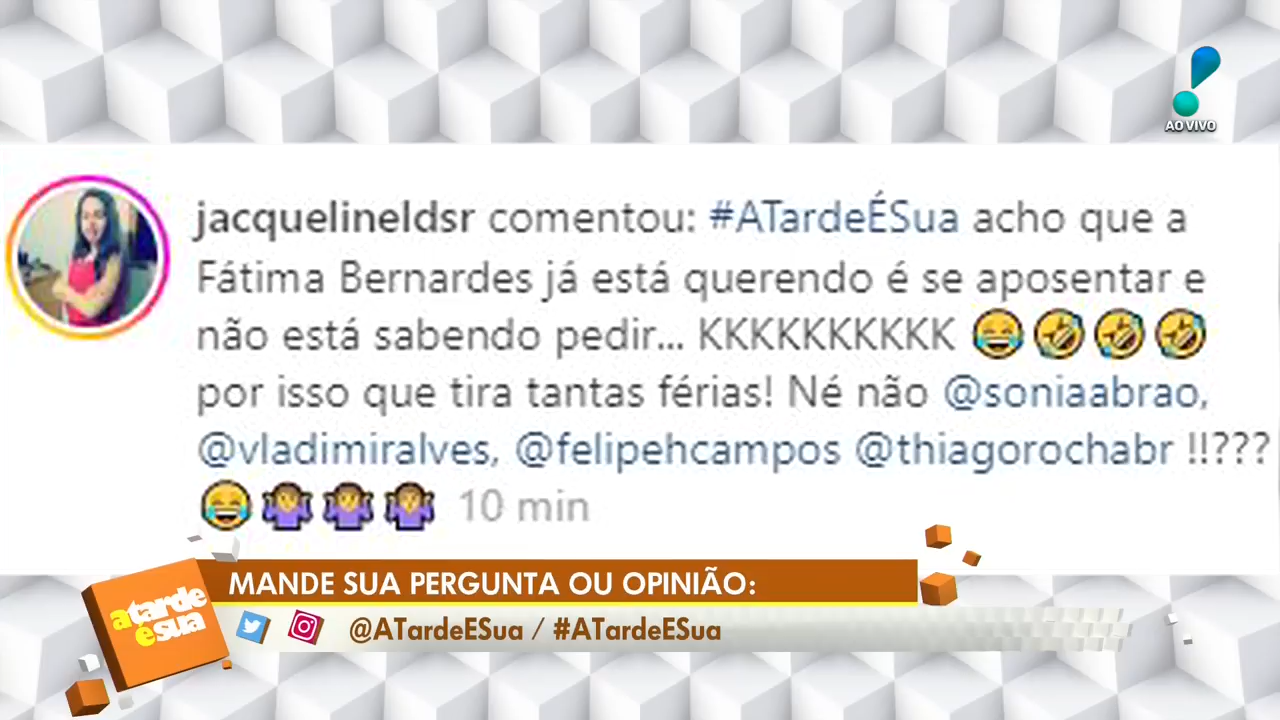 AO VIVO
jacquelineldsr comentou: #ATardeÉSua acho que a
Fátima Bernardes já está querendo é se aposentar e
não está sabendo pedir... KKKKKKKKKK 😂🤣🤣🤣
por isso que tira tantas férias! Né não @soniaabrao,
@vladimiralves, @felipehcampos @thiagorochabr !!???
😂🤷‍♀️🤷‍♀️🤷‍♀️ 10 min
MANDE SUA PERGUNTA OU OPINIÃO:
a tarde
é sua
@ATardeESua / #ATardeESua